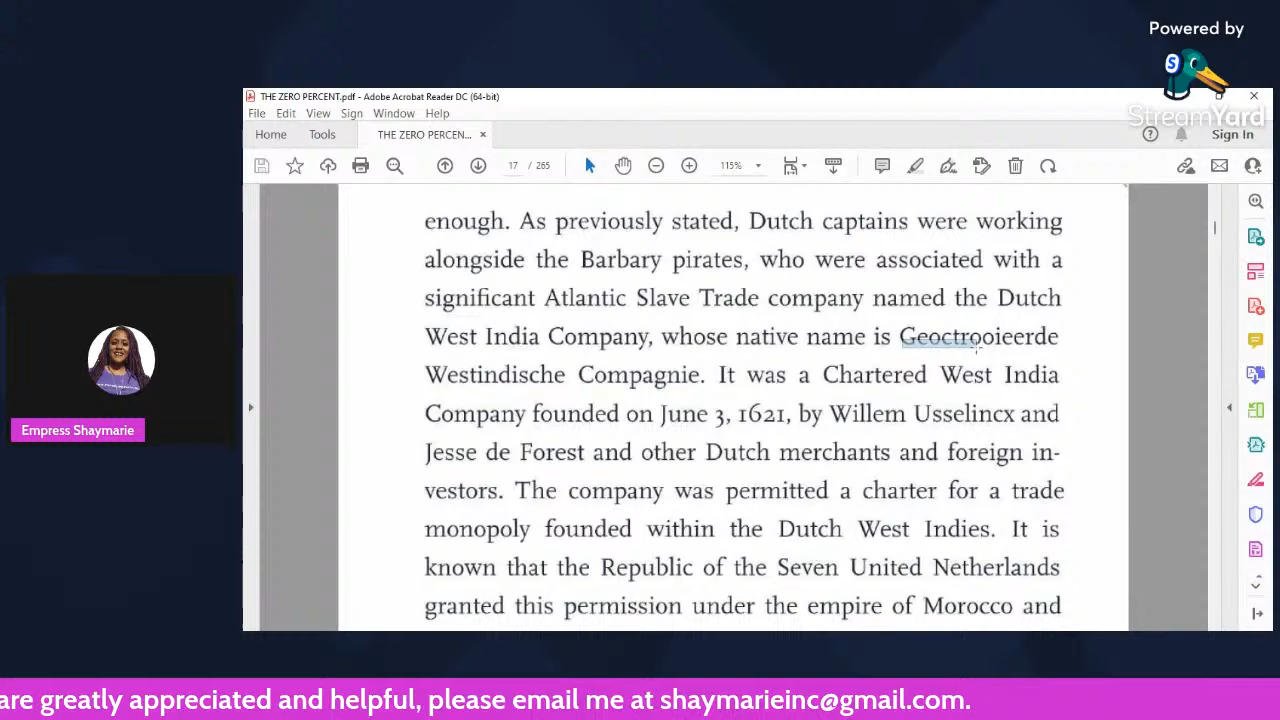 Powered by
StreamYard
THE ZERO PERCENT.pdf - Adobe Acrobat Reader DC (64-bit)
File Edit View Sign Window Help
Home Tools THE ZERO PERCEN... × Sign In
17 / 265 115%
enough. As previously stated, Dutch captains were working
alongside the Barbary pirates, who were associated with a
significant Atlantic Slave Trade company named the Dutch
West India Company, whose native name is Geoctrooieerde
Westindische Compagnie. It was a Chartered West India
Company founded on June 3, 1621, by Willem Usselincx and
Jesse de Forest and other Dutch merchants and foreign in-
vestors. The company was permitted a charter for a trade
monopoly founded within the Dutch West Indies. It is
known that the Republic of the Seven United Netherlands
granted this permission under the empire of Morocco and
Empress Shaymarie
are greatly appreciated and helpful, please email me at shaymarieinc@gmail.com.